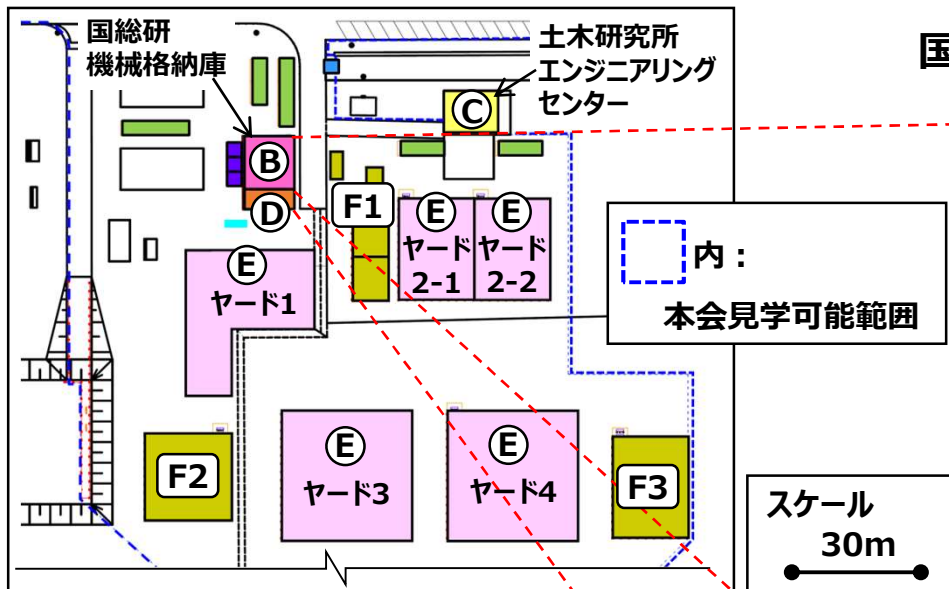 国総研
機械格納庫
土木研究所
エンジニアリング
センター
国
C
B
D
F1
E
ヤード
2-1
E
ヤード
2-2
E
ヤード1
内：
本会見学可能範囲
F2
E
ヤード3
E
ヤード4
F3
スケール
30m